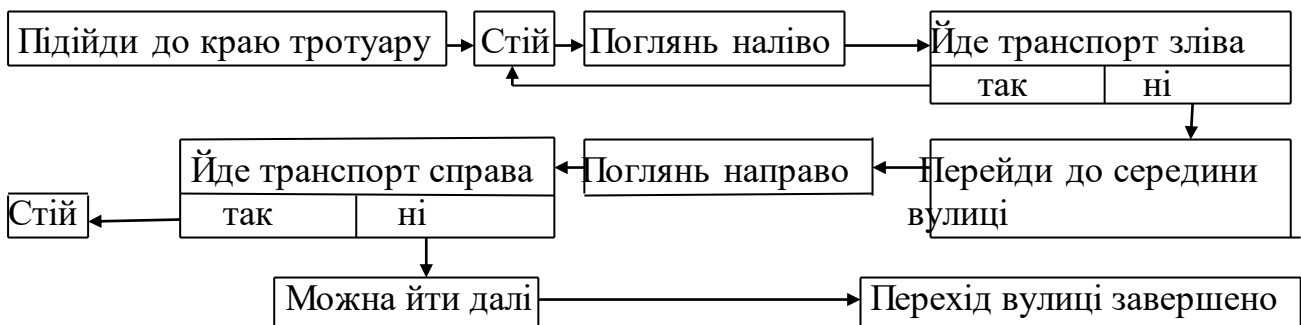 Підійди до краю тротуару
Стій
Поглянь наліво
Йде транспорт зліва
так
ні
Перейди до середини
вулиці
Поглянь направо
Йде транспорт справа
так
ні
Стій
Можна йти далі
Перехід вулиці завершено